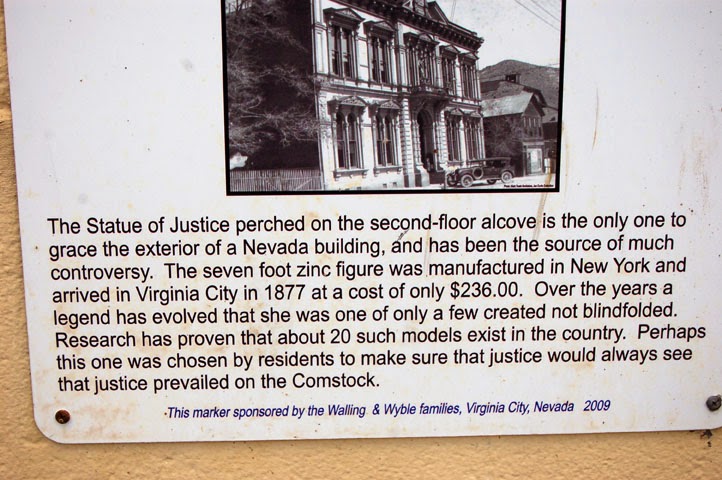 The Statue of Justice perched on the second-floor alcove is the only one to
grace the exterior of a Nevada building, and has been the source of much
controversy.  The seven foot zinc figure was manufactured in New York and
arrived in Virginia City in 1877 at a cost of only $236.00.  Over the years a
legend has evolved that she was one of only a few created not blindfolded.
Research has proven that about 20 such models exist in the country.  Perhaps
this one was chosen by residents to make sure that justice would always see
that justice prevailed on the Comstock.
This marker sponsored by the Walling & Wyble families, Virginia City, Nevada 2009